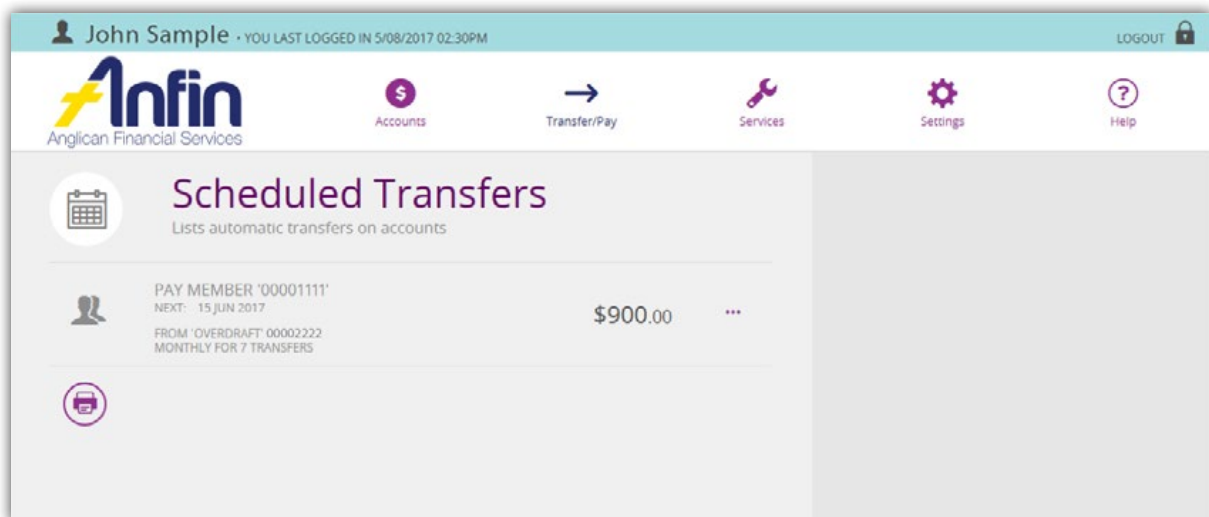 John Sample • YOU LAST LOGGED IN 5/08/2017 02:30PM
LOGOUT
Anfin
Anglican Financial Services
$
Accounts
Transfer/Pay
Services
Settings
?
Help
Scheduled Transfers
Lists automatic transfers on accounts
PAY MEMBER '00001111'
NEXT: 15 JUN 2017
$900.00
•••
FROM 'OVERDRAFT' 00002222
MONTHLY FOR 7 TRANSFERS